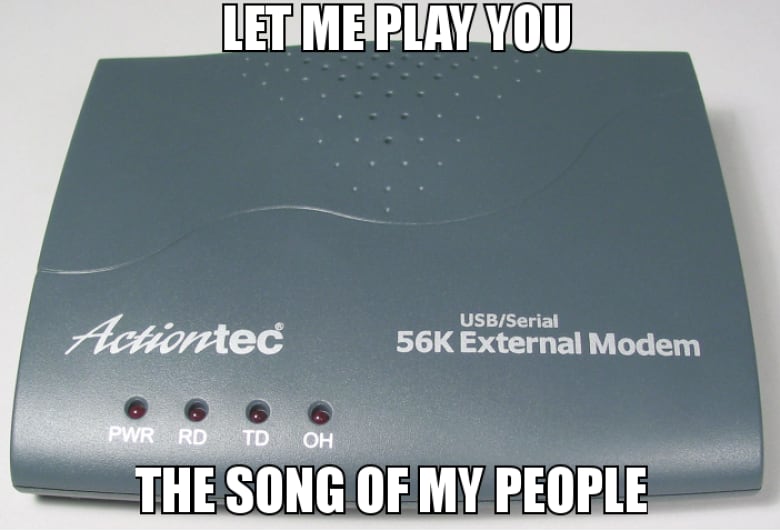 LET ME PLAY YOU
Actiontec®
USB/Serial
56K External Modem
PWR RD TD OH
THE SONG OF MY PEOPLE